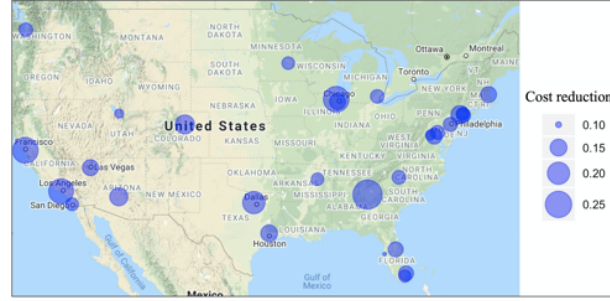 WASHINGTON
MONTANA
NORTH
DAKOTA
MINNESOTA
Ottawa
Montreal
OREGON
IDAHO
WYOMING
SOUTH
DAKOTA
WISCONSIN
MICHIGAN
Toronto
VT
NH
NEW YORK
MA
Cost reduction
NEVADA
UTAH
COLORADO
NEBRASKA
IOWA
Chicago
ILLINOIS
INDIANA
OHIO
PENN
Philadelphia
NJ
DE
0.10
0.15
0.20
0.25
United States
KANSAS
MISSOURI
WEST
VIRGINIA
KENTUCKY
VIRGINIA
Francisco
Las Vegas
Los Angeles
San Diego
ARIZONA
NEW MEXICO
OKLAHOMA
ARKANSAS
TENNESSEE
NORTH
CAROLINA
SOUTH
CAROLINA
MISSISSIPPI
ALABAMA
GEORGIA
Dallas
TEXAS
LOUISIANA
Houston
FLORIDA
Gulf of
California
Gulf of
Mexico
Mexico